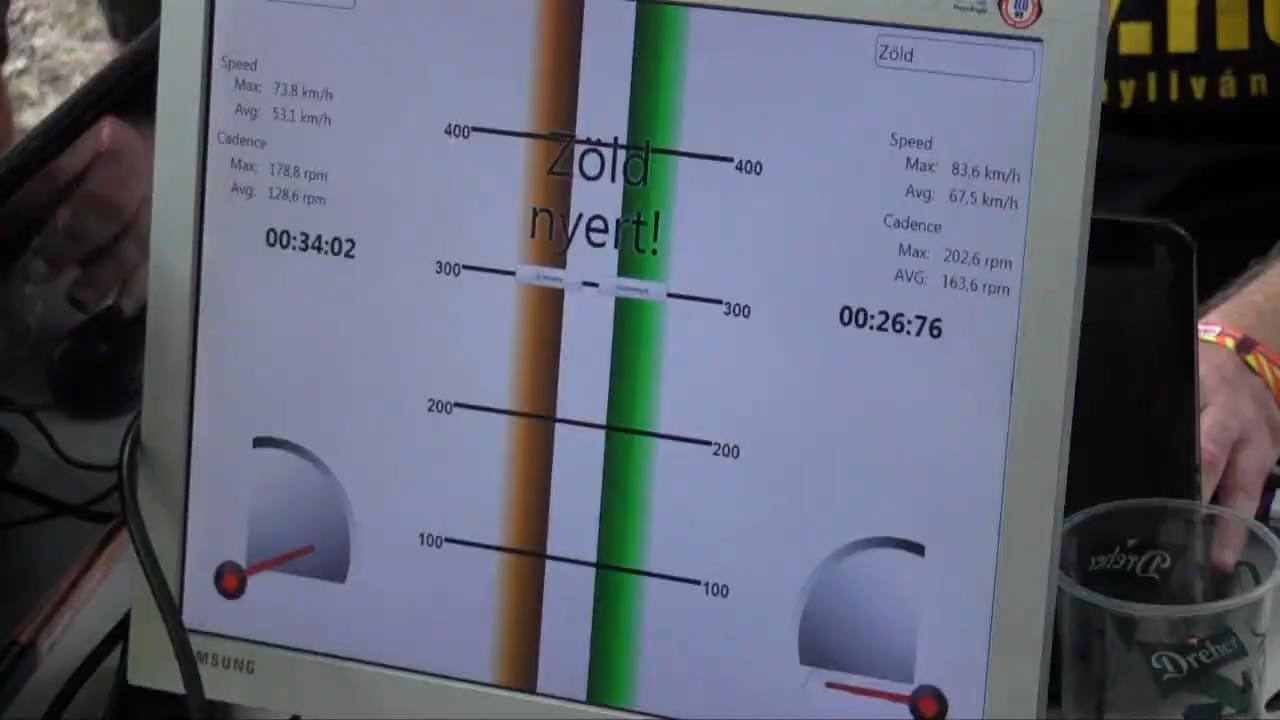 Zöld
Speed
Max: 73,8 km/h
Avg: 53,1 km/h
Cadence
Max: 178,8 rpm
Avg: 128,6 rpm
00:34:02
400
400
Zöld
nyert!
300
300
200
200
100
100
Speed
Max: 83,6 km/h
Avg: 67,5 km/h
Cadence
Max: 202,6 rpm
AVG: 163,6 rpm
00:26:76
MSUNG
yilván
Dreher
Dreher